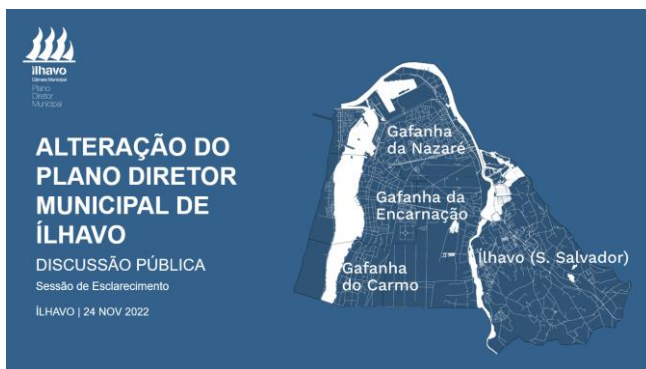 ílhavo
Câmara Municipal
Plano
Diretor
Municipal
ALTERAÇÃO DO
PLANO DIRETOR
MUNICIPAL DE
ÍLHAVO
DISCUSSÃO PÚBLICA
Sessão de Esclarecimento
ÍLHAVO | 24 NOV 2022
Gafanha
da Nazaré
Gafanha da
Encarnação
Gafanha
do Carmo
Ílhavo (S. Salvador)